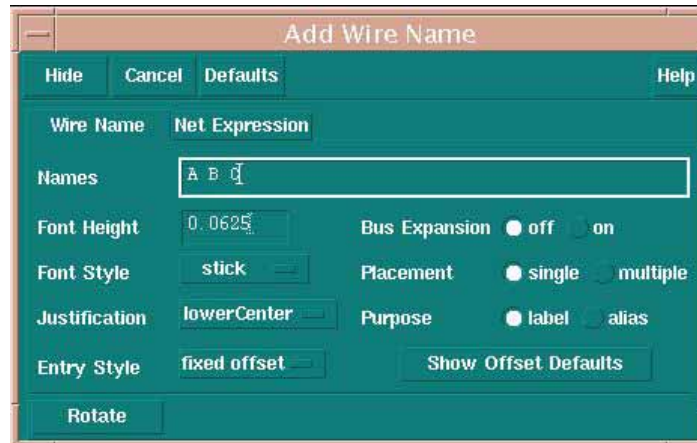 Add Wire Name
Hide Cancel Defaults Help
Wire Name Net Expression
Names A B C
Font Height 0.0625 Bus Expansion off on
Font Style stick Placement single multiple
Justification lowerCenter Purpose label alias
Entry Style fixed offset Show Offset Defaults
Rotate